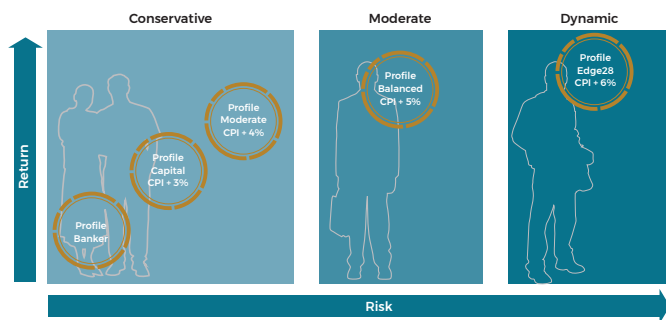 Conservative
Moderate
Dynamic
Return
Profile
Banker
Profile
Capital
CPI + 3%
Profile
Moderate
CPI + 4%
Profile
Balanced
CPI + 5%
Profile
Edge28
CPI + 6%
Risk